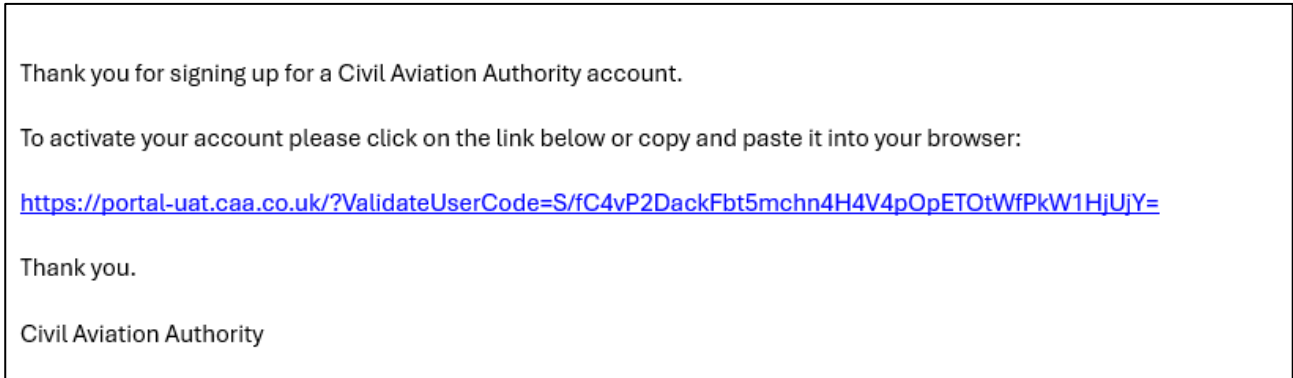 Thank you for signing up for a Civil Aviation Authority account.
To activate your account please click on the link below or copy and paste it into your browser:
https://portal-uat.caa.co.uk/?ValidateUserCode=S/fC4vP2DackFbt5mchn4H4V4pOpETOtWfPkW1HjUjY=
Thank you.
Civil Aviation Authority